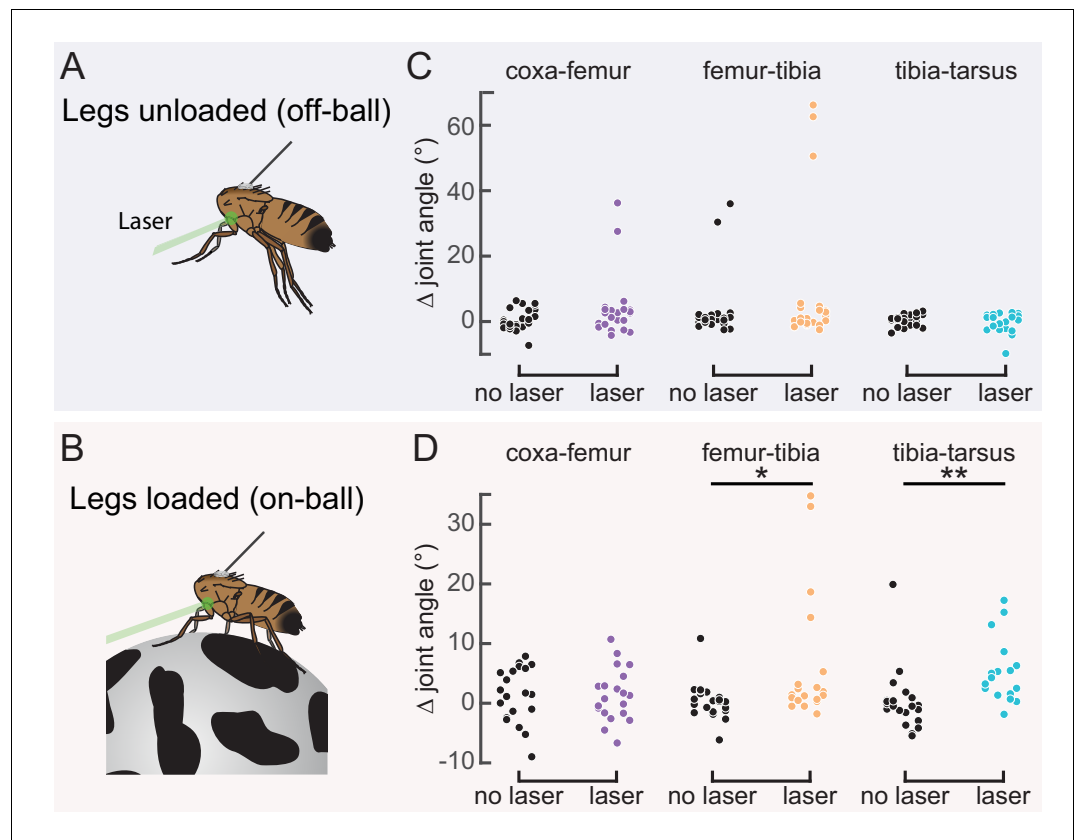 A
Legs unloaded (off-ball)
Laser
C
coxa-femur femur-tibia tibia-tarsus
Δ joint angle (°)
60
40
20
0
no laser laser no laser laser no laser laser
B
Legs loaded (on-ball)
D
coxa-femur femur-tibia tibia-tarsus
* **
Δ joint angle (°)
30
20
10
0
-10
no laser laser no laser laser no laser laser